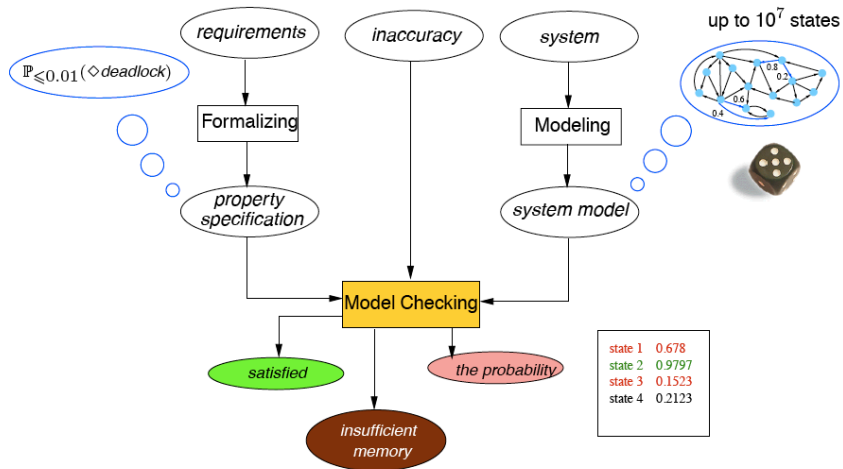 up to 10⁷ states
requirements
inaccuracy
system
ℙ⩽0.01(◇deadlock)
0.8
0.2
0.6
0.4
Formalizing
Modeling
property
specification
system model
Model Checking
satisfied
the probability
insufficient
memory
state 1 0.678
state 2 0.9797
state 3 0.1523
state 4 0.2123